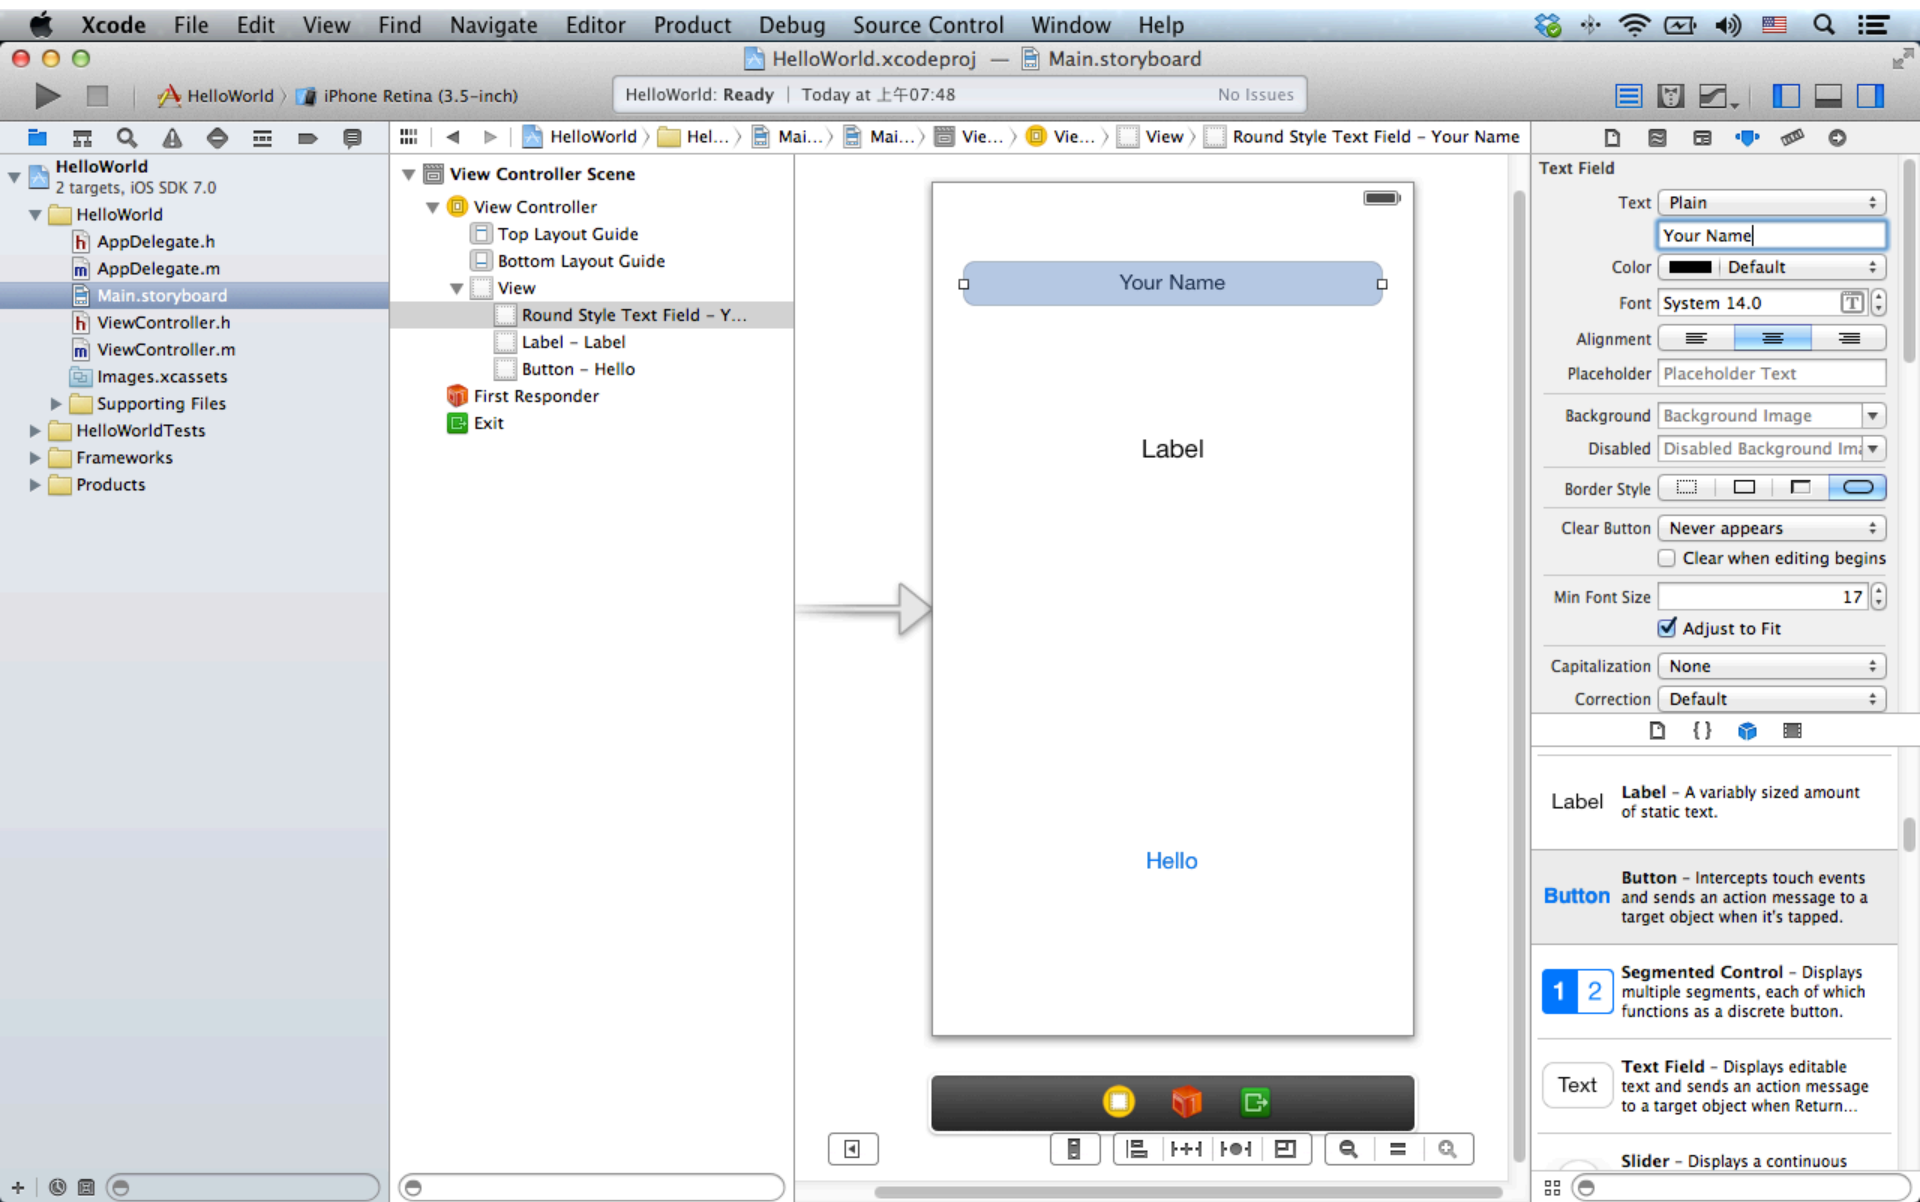 Xcode File Edit View Find Navigate Editor Product Debug Source Control Window Help
HelloWorld.xcodeproj — Main.storyboard
HelloWorld iPhone Retina (3.5-inch)
HelloWorld: Ready | Today at 上午07:48 No Issues
HelloWorld
2 targets, iOS SDK 7.0
HelloWorld
AppDelegate.h
AppDelegate.m
Main.storyboard
ViewController.h
ViewController.m
Images.xcassets
Supporting Files
HelloWorldTests
Frameworks
Products
HelloWorld Hel... Mai... Mai... Vie... Vie... View Round Style Text Field – Your Name
View Controller Scene
View Controller
Top Layout Guide
Bottom Layout Guide
View
Round Style Text Field – Y...
Label – Label
Button – Hello
First Responder
Exit
Your Name
Label
Hello
Text Field
Text Plain
Your Name
Color Default
Font System 14.0
Alignment
Placeholder Placeholder Text
Background Background Image
Disabled Disabled Background Ima
Border Style
Clear Button Never appears
Clear when editing begins
Min Font Size 17
Adjust to Fit
Capitalization None
Correction Default
{ }
Label
Label – A variably sized amount
of static text.
Button
Button – Intercepts touch events
and sends an action message to a
target object when it's tapped.
1 2
Segmented Control – Displays
multiple segments, each of which
functions as a discrete button.
Text
Text Field – Displays editable
text and sends an action message
to a target object when Return...
Slider – Displays a continuous